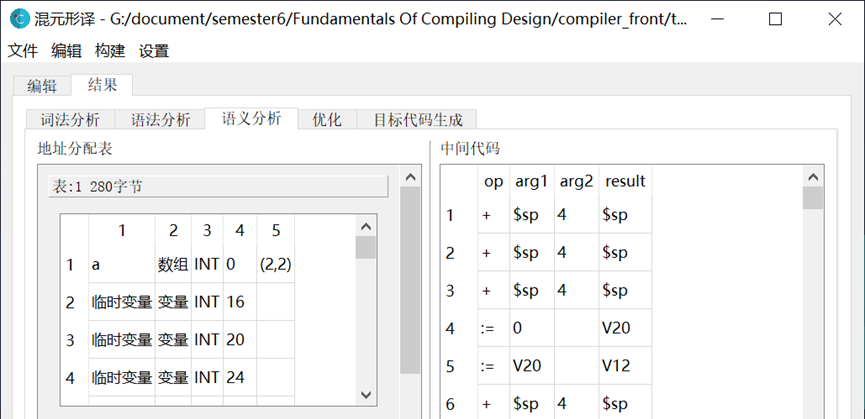 混元形译 - G:/document/semester6/Fundamentals Of Compiling Design/compiler_front/t...
文件 编辑 构建 设置
编辑 结果
词法分析 语法分析 语义分析 优化 目标代码生成
地址分配表
表:1 280字节
1 2 3 4 5
1 a 数组 INT 0 (2,2)
2 临时变量 变量 INT 16
3 临时变量 变量 INT 20
4 临时变量 变量 INT 24
中间代码
op arg1 arg2 result
1 + $sp 4 $sp
2 + $sp 4 $sp
3 + $sp 4 $sp
4 := 0 V20
5 := V20 V12
6 + $sp 4 $sp